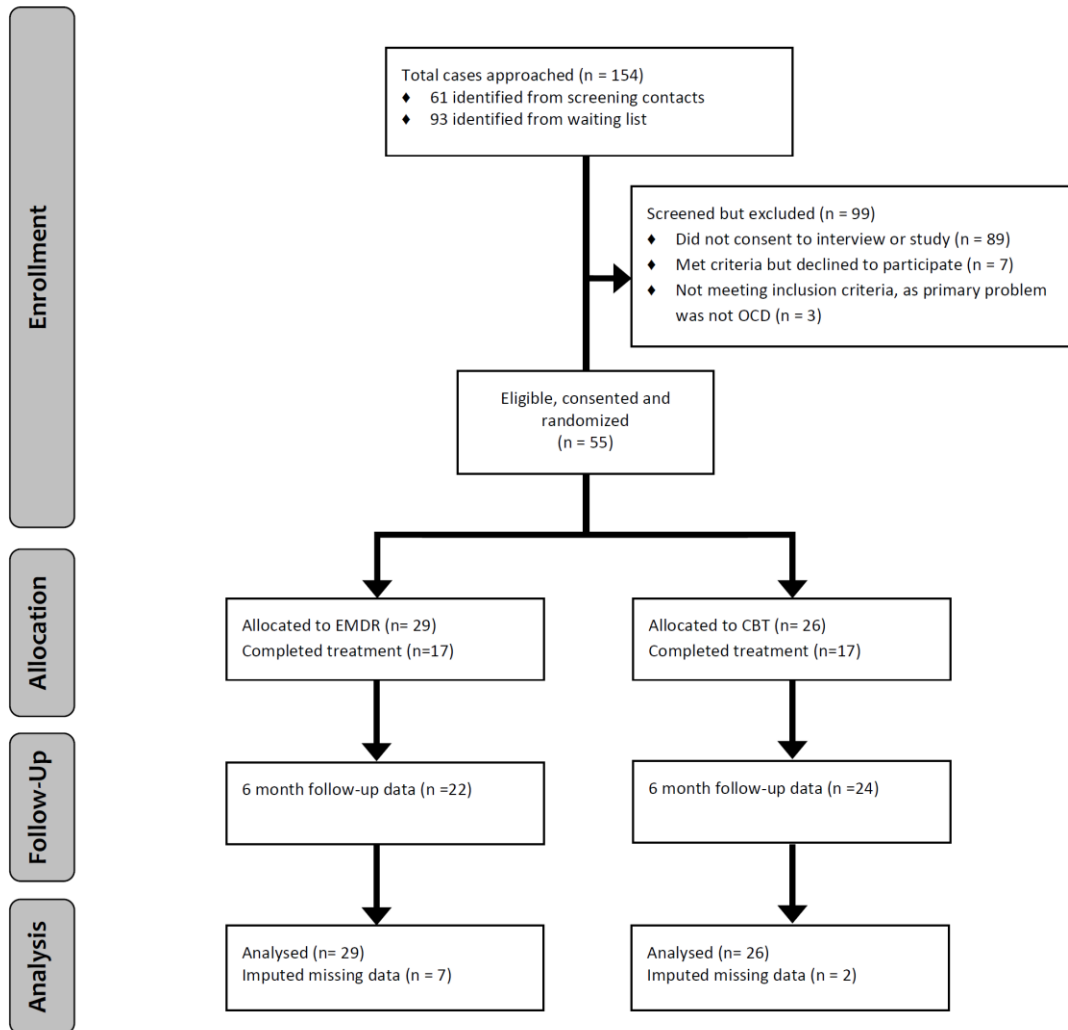 Enrollment
Total cases approached (n = 154)
♦ 61 identified from screening contacts
♦ 93 identified from waiting list
Screened but excluded (n = 99)
♦ Did not consent to interview or study (n = 89)
♦ Met criteria but declined to participate (n = 7)
♦ Not meeting inclusion criteria, as primary problem
was not OCD (n = 3)
Eligible, consented and
randomized
(n = 55)
Allocation
Allocated to EMDR (n= 29)
Completed treatment (n=17)
Allocated to CBT (n= 26)
Completed treatment (n=17)
Follow-Up
6 month follow-up data (n =22)
6 month follow-up data (n =24)
Analysis
Analysed (n= 29)
Imputed missing data (n = 7)
Analysed (n= 26)
Imputed missing data (n = 2)